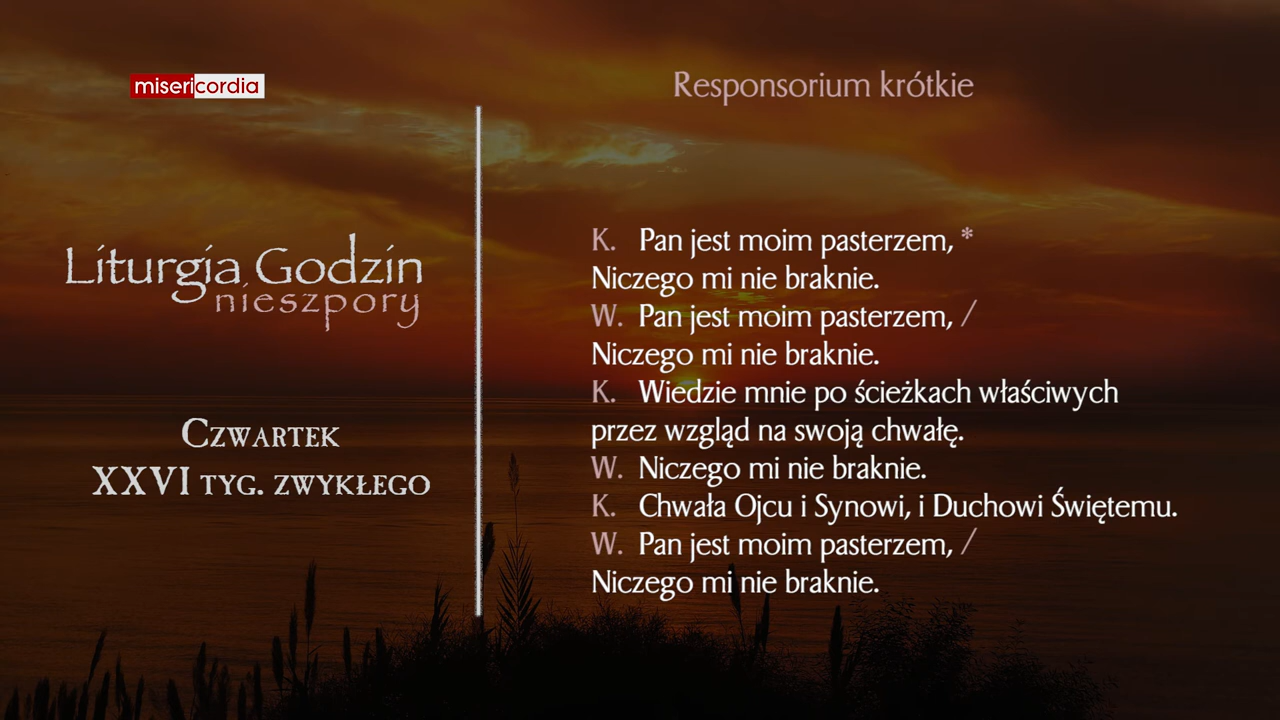 misericordia
Liturgia Godzin
nieszpory
Czwartek
XXVI tyg. zwykłego
Responsorium krótkie
K. Pan jest moim pasterzem, *
Niczego mi nie braknie.
W. Pan jest moim pasterzem, /
Niczego mi nie braknie.
K. Wiedzie mnie po ścieżkach właściwych
przez wzgląd na swoją chwałę.
W. Niczego mi nie braknie.
K. Chwała Ojcu i Synowi, i Duchowi Świętemu.
W. Pan jest moim pasterzem, /
Niczego mi nie braknie.